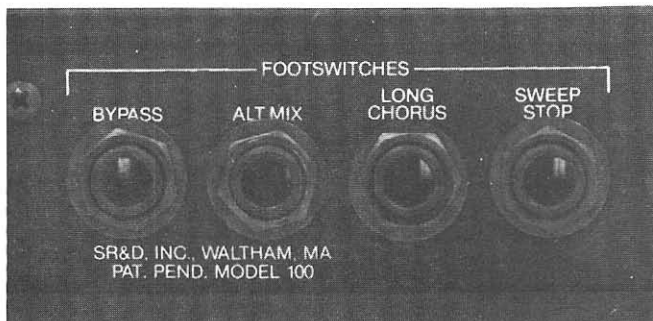 FOOTSWITCHES
BYPASS
ALT MIX
LONG
CHORUS
SWEEP
STOP
SR&D, INC., WALTHAM, MA
PAT. PEND. MODEL 100